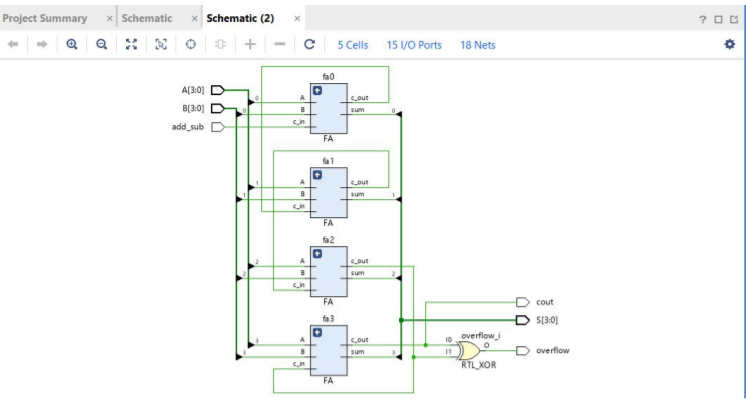 Project Summary × Schematic × Schematic (2) × ?
5 Cells 15 I/O Ports 18 Nets
fa0
A[3:0]
B[3:0]
add_sub
0 A c_out
0 B sum 0
c_in
FA
fa1
1 A c_out
1 B sum 1
c_in
FA
fa2
2 A c_out
2 B sum 2
c_in
FA
cout
fa3
S[3:0]
3 A c_out
3 B sum 3
c_in
FA
overflow_i
I0 O
I1
overflow
RTL_XOR